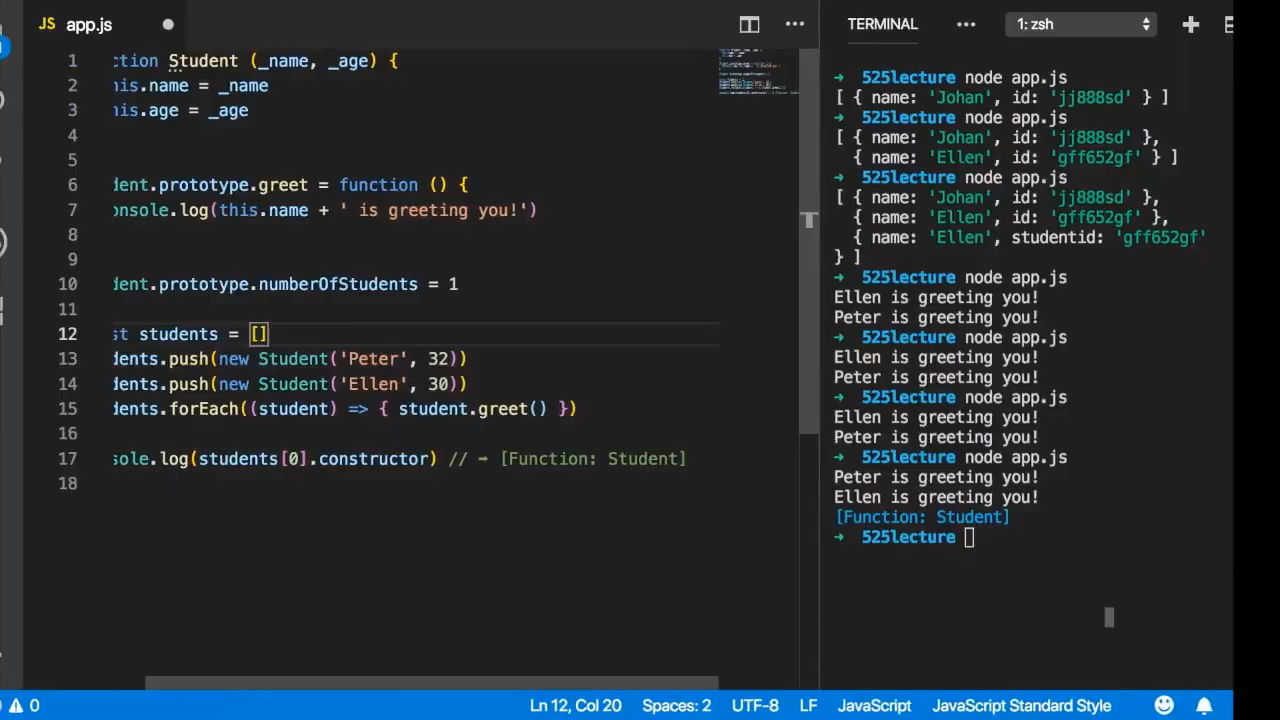 JS app.js
TERMINAL
1: zsh
1 ction Student (_name, _age) {
2 his.name = _name
3 his.age = _age
4
5
6 dent.prototype.greet = function () {
7 onsole.log(this.name + ' is greeting you!')
8
9
10 dent.prototype.numberOfStudents = 1
11
12 st students = []
13 dents.push(new Student('Peter', 32))
14 dents.push(new Student('Ellen', 30))
15 dents.forEach((student) => { student.greet() })
16
17 sole.log(students[0].constructor) // → [Function: Student]
18
→ 525lecture node app.js
[ { name: 'Johan', id: 'jj888sd' } ]
→ 525lecture node app.js
[ { name: 'Johan', id: 'jj888sd' },
{ name: 'Ellen', id: 'gff652gf' } ]
→ 525lecture node app.js
[ { name: 'Johan', id: 'jj888sd' },
{ name: 'Ellen', id: 'gff652gf' },
{ name: 'Ellen', studentid: 'gff652gf'
} ]
→ 525lecture node app.js
Ellen is greeting you!
Peter is greeting you!
→ 525lecture node app.js
Ellen is greeting you!
Peter is greeting you!
→ 525lecture node app.js
Ellen is greeting you!
Peter is greeting you!
→ 525lecture node app.js
Peter is greeting you!
Ellen is greeting you!
[Function: Student]
→ 525lecture
0
Ln 12, Col 20
Spaces: 2
UTF-8
LF
JavaScript
JavaScript Standard Style